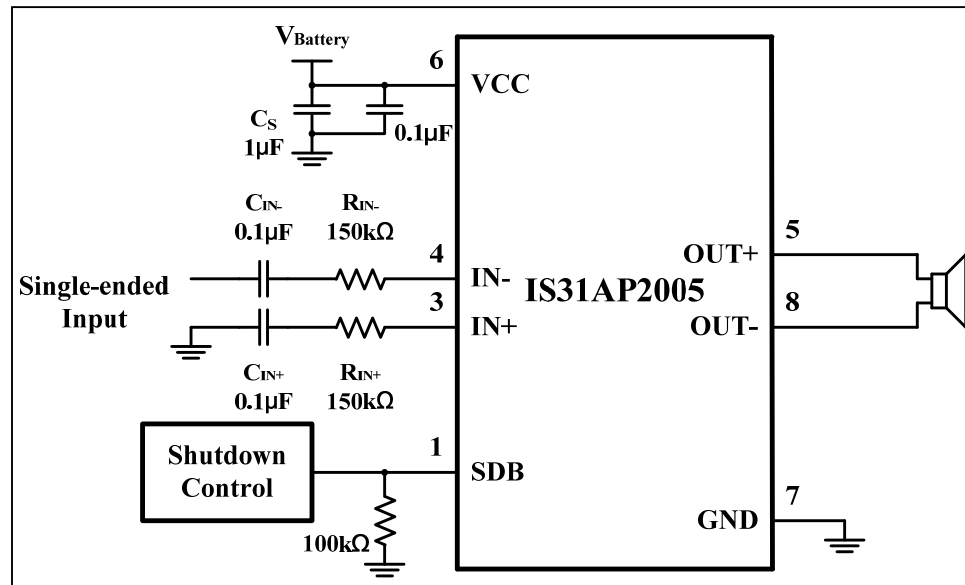 VBattery
6
VCC
CS
1μF
0.1μF
CIN-
0.1μF
RIN-
150kΩ
4
IN-
Single-ended
Input
3
IN+
CIN+
0.1μF
RIN+
150kΩ
IS31AP2005
5
OUT+
8
OUT-
Shutdown
Control
1
SDB
100kΩ
7
GND